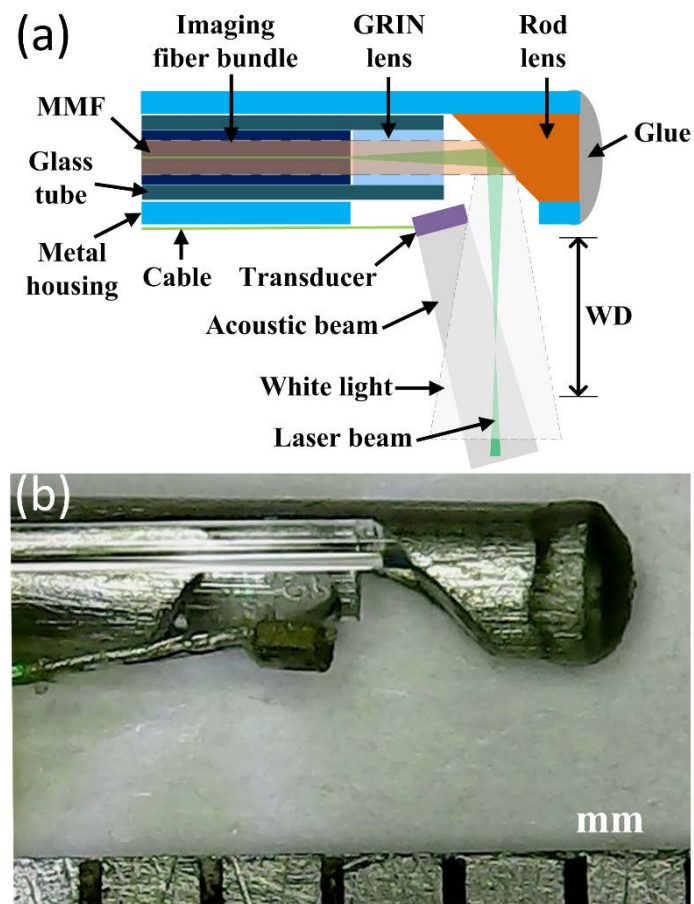 (a)
Imaging
fiber bundle
GRIN
lens
Rod
lens
MMF
Glue
Glass
tube
Metal
housing
Cable
Transducer
Acoustic beam
WD
White light
Laser beam
(b)
mm